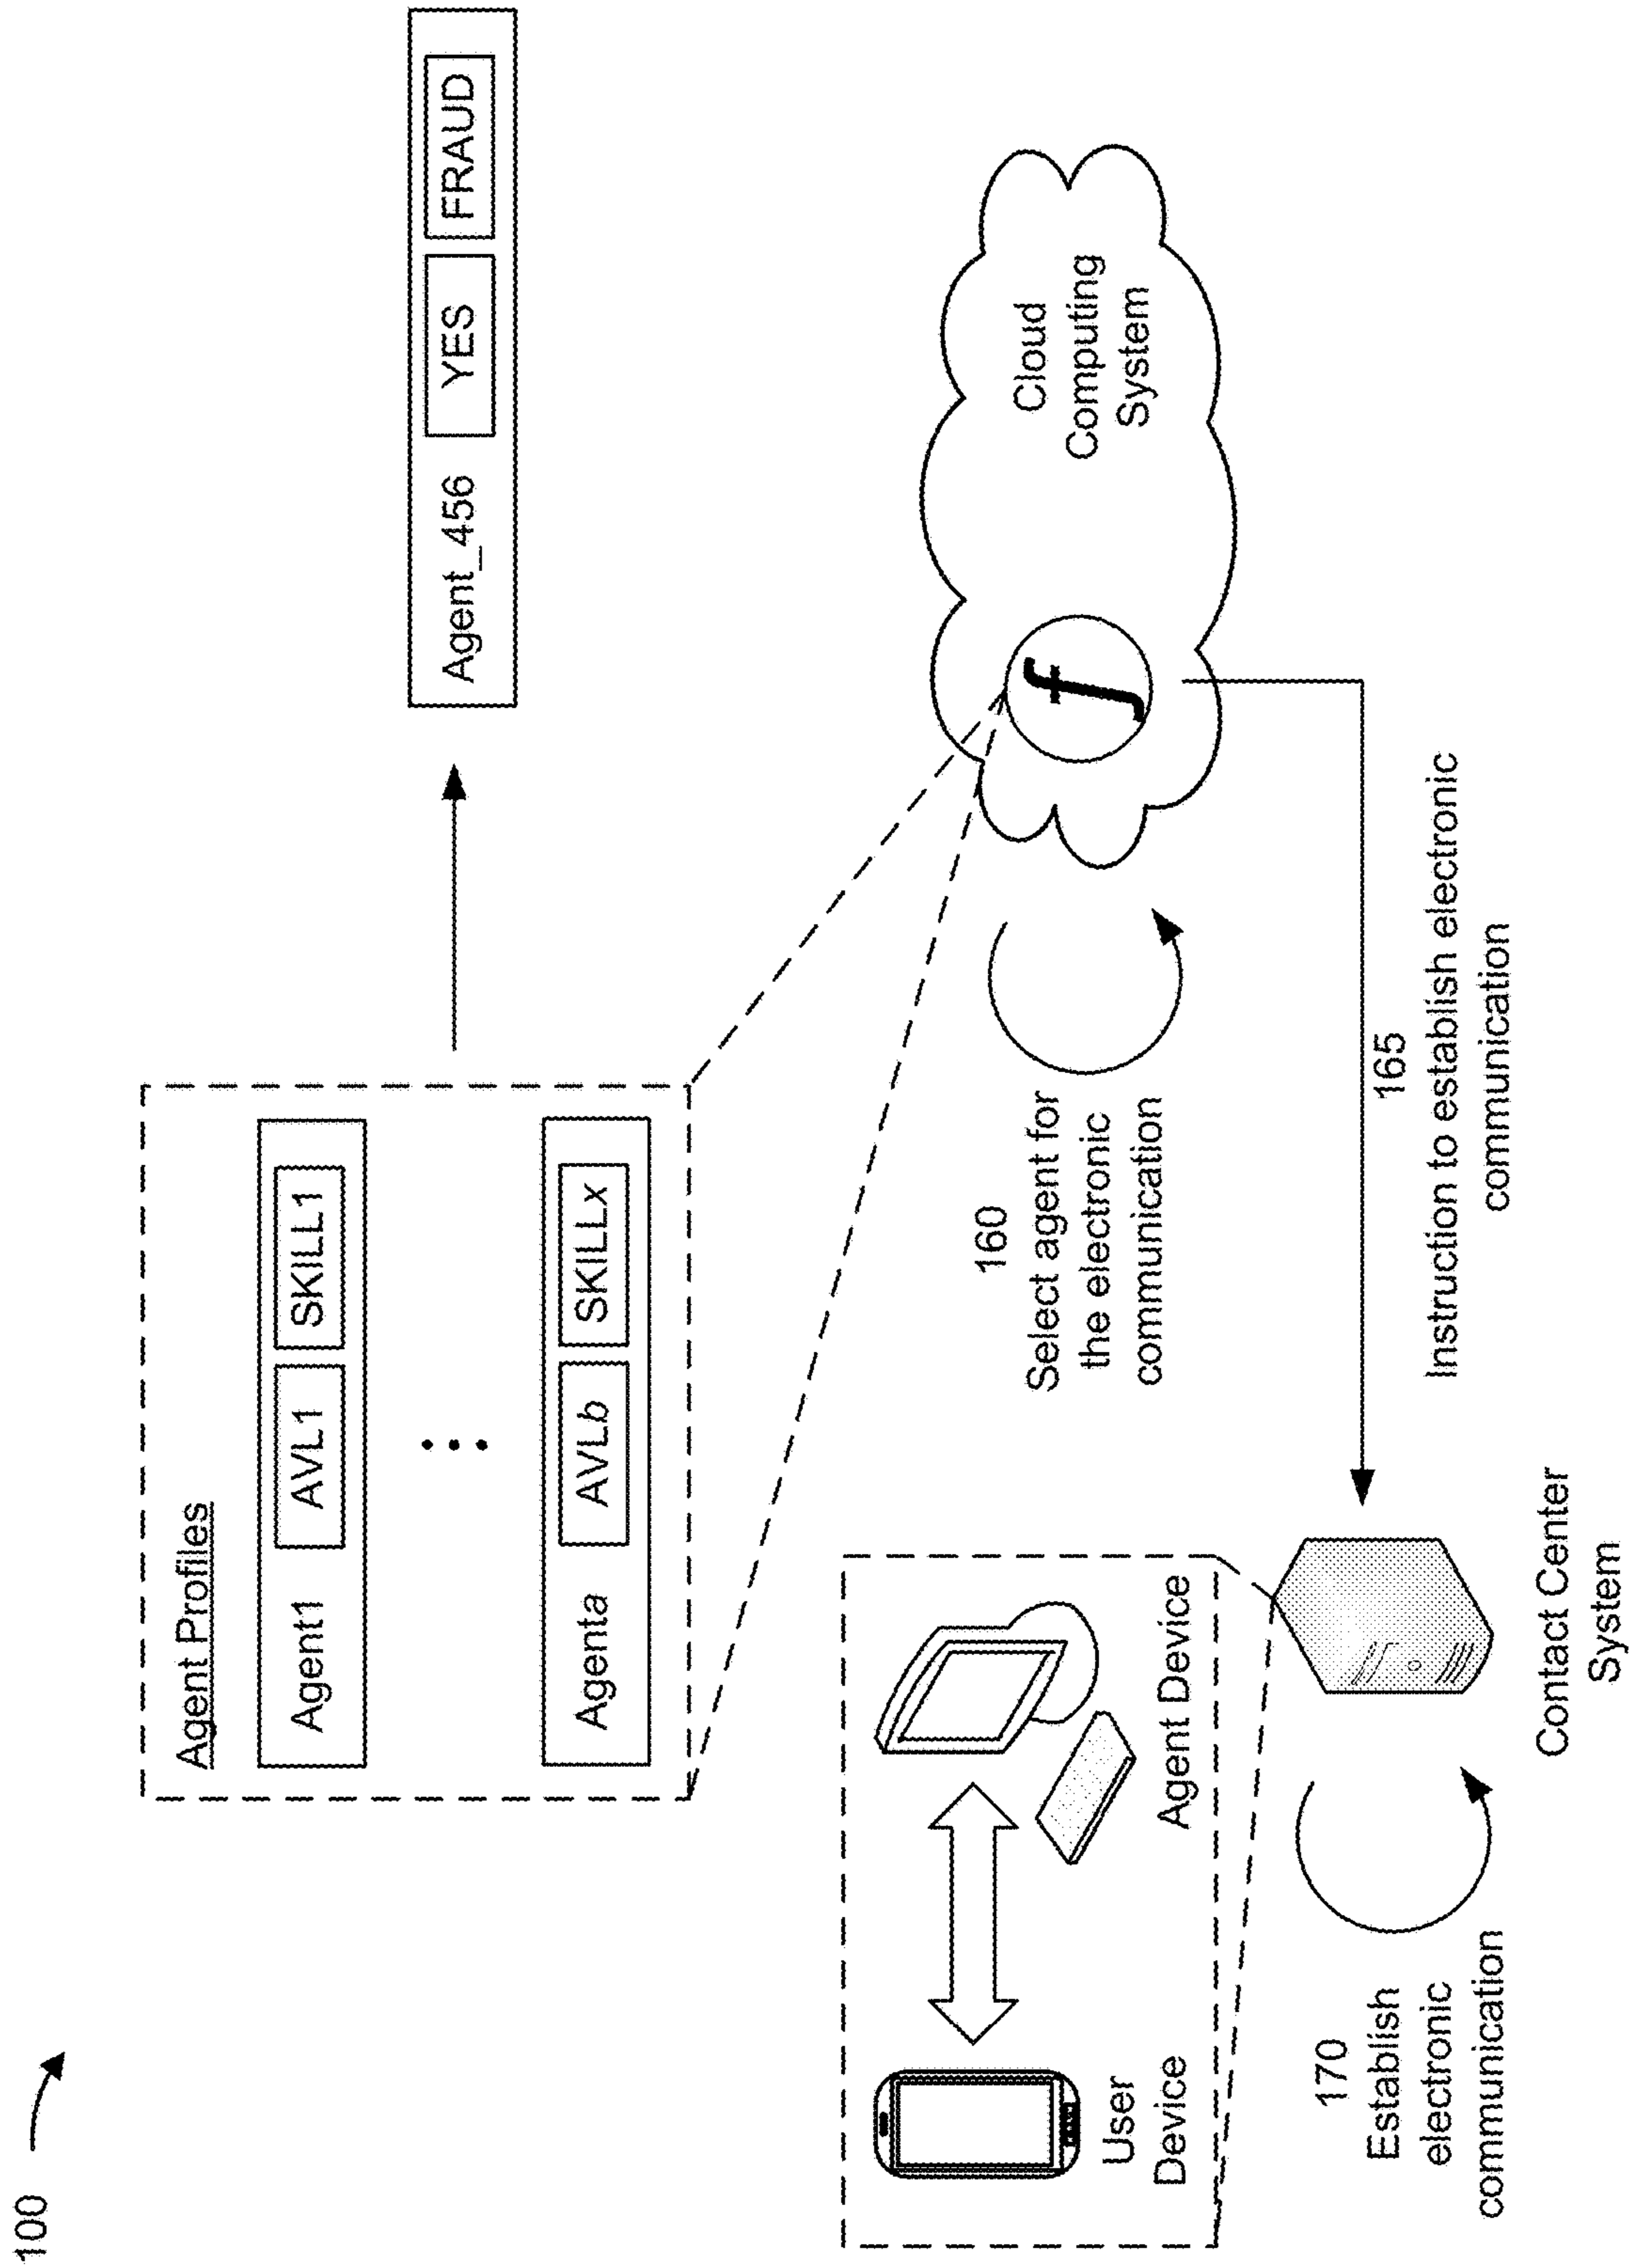 100
Agent Profiles
Agent1 AVL1 SKILL1
Agenta AVLb SKILLx
Agent_456 YES FRAUD
160
Select agent for
the electronic
communication
f
Cloud
Computing
System
165
Instruction to establish electronic
communication
User
Device
Agent Device
170
Establish
electronic
communication
Contact Center
System